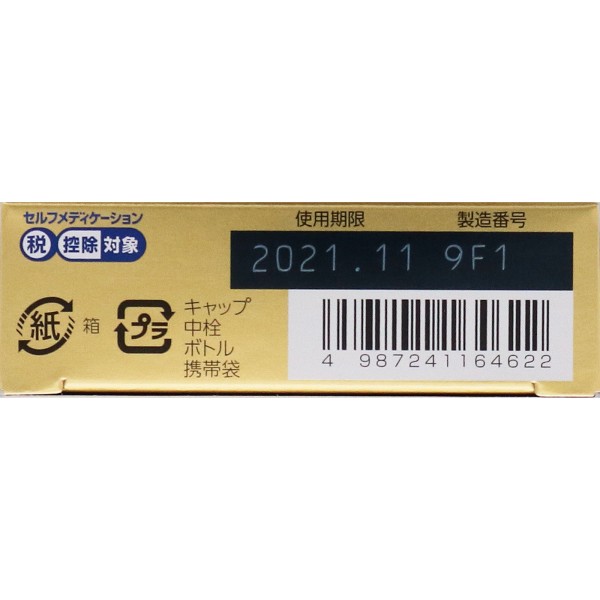 セルフメディケーション
税 控除 対象
使用期限 製造番号
2021.11 9F1
紙 箱
プラ
キャップ
中栓
ボトル
携帯袋
4 987241164622